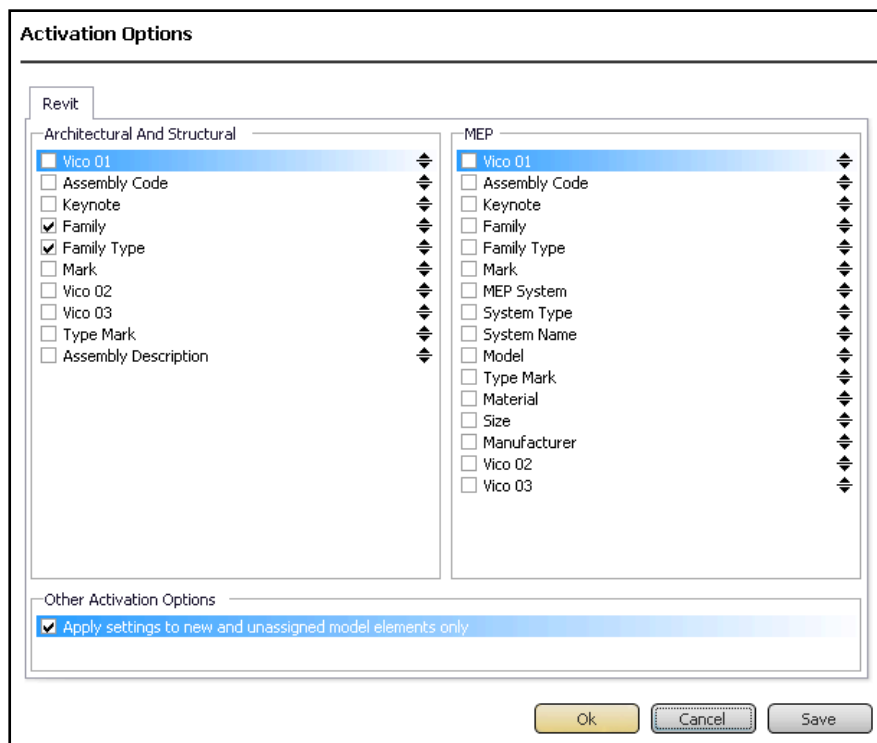 Activation Options
Revit
Architectural And Structural
Vico 01
Assembly Code
Keynote
Family
Family Type
Mark
Vico 02
Vico 03
Type Mark
Assembly Description
MEP
Vico 01
Assembly Code
Keynote
Family
Family Type
Mark
MEP System
System Type
System Name
Model
Type Mark
Material
Size
Manufacturer
Vico 02
Vico 03
Other Activation Options
Apply settings to new and unassigned model elements only
Ok Cancel Save